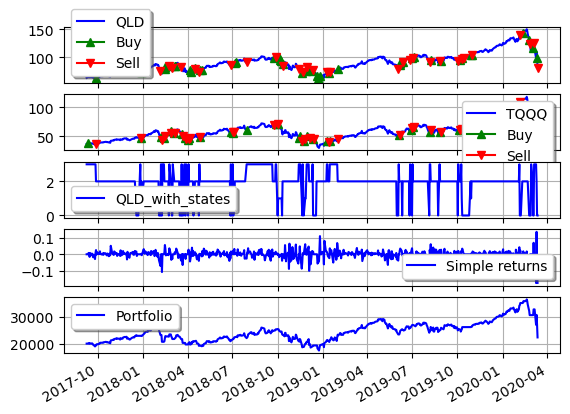 150
100
QLD
Buy
Sell
100
50
TQQQ
Buy
Sell
2
0
QLD_with_states
0.1
0.0
−0.1
Simple returns
30000
20000
Portfolio
2017-10
2018-01
2018-04
2018-07
2018-10
2019-01
2019-04
2019-07
2019-10
2020-01
2020-04